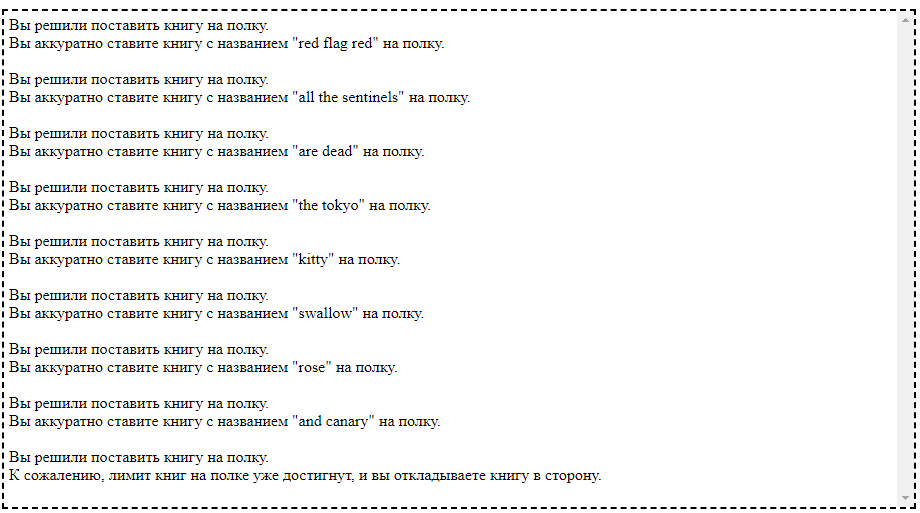 Вы решили поставить книгу на полку.
Вы аккуратно ставите книгу с названием "red flag red" на полку.
Вы решили поставить книгу на полку.
Вы аккуратно ставите книгу с названием "all the sentinels" на полку.
Вы решили поставить книгу на полку.
Вы аккуратно ставите книгу с названием "are dead" на полку.
Вы решили поставить книгу на полку.
Вы аккуратно ставите книгу с названием "the tokyo" на полку.
Вы решили поставить книгу на полку.
Вы аккуратно ставите книгу с названием "kitty" на полку.
Вы решили поставить книгу на полку.
Вы аккуратно ставите книгу с названием "swallow" на полку.
Вы решили поставить книгу на полку.
Вы аккуратно ставите книгу с названием "rose" на полку.
Вы решили поставить книгу на полку.
Вы аккуратно ставите книгу с названием "and canary" на полку.
Вы решили поставить книгу на полку.
К сожалению, лимит книг на полке уже достигнут, и вы откладываете книгу в сторону.